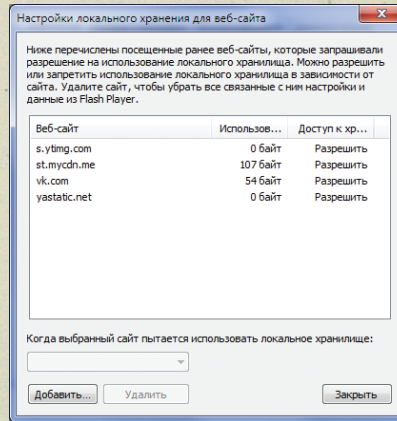 Настройки локального хранения для веб-сайта
Ниже перечислены посещенные ранее веб-сайты, которые запрашивали
разрешение на использование локального хранилища. Можно разрешить
или запретить использование локального хранилища в зависимости от
сайта. Удалите сайт, чтобы убрать все связанные с ним настройки и
данные из Flash Player.
Веб-сайт Использов... Доступ к хр...
s.ytimg.com 0 байт Разрешить
st.mycdn.me 107 байт Разрешить
vk.com 54 байт Разрешить
yastatic.net 0 байт Разрешить
Когда выбранный сайт пытается использовать локальное хранилище:
Добавить... Удалить Закрыть